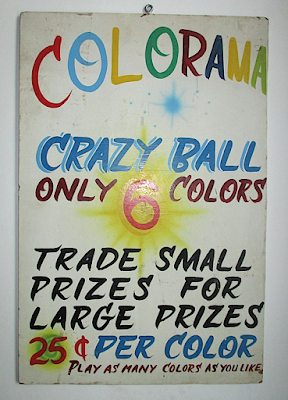 COLORAMA
CRAZY BALL
ONLY 6 COLORS
TRADE SMALL
PRIZES FOR
LARGE PRIZES
25¢ PER COLOR
PLAY AS MANY COLORS AS YOU LIKE